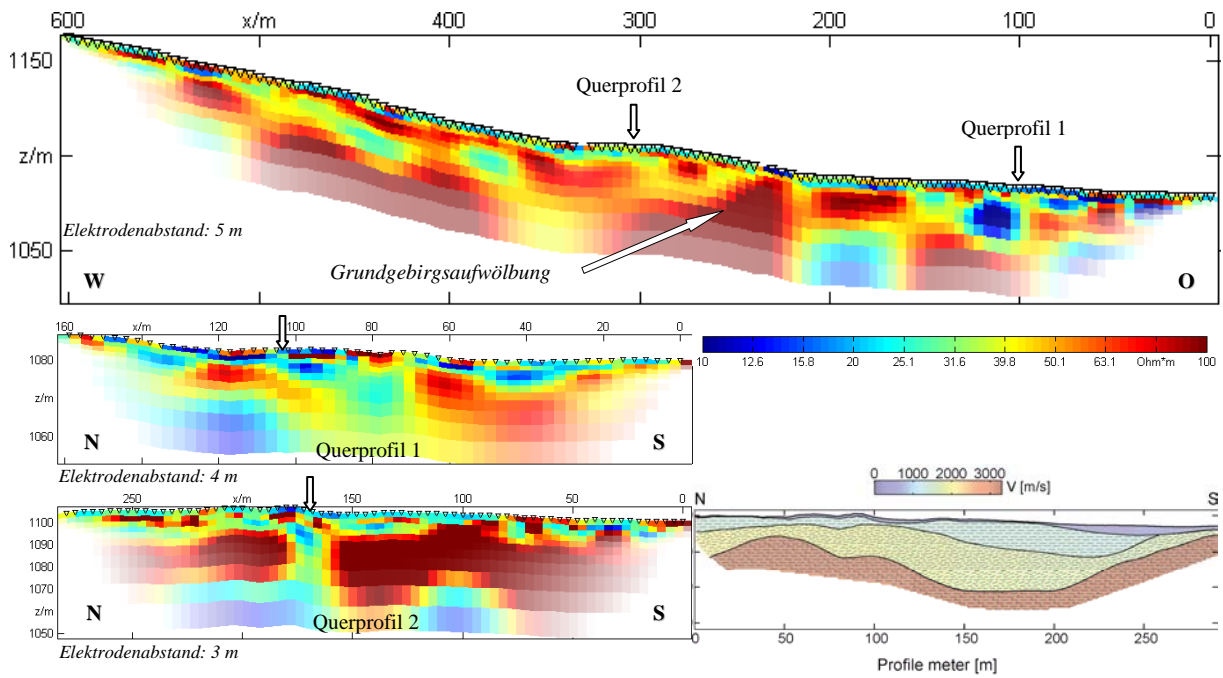 600 x/m 400 300 200 100 0
1150
z/m
1050
Querprofil 2
Querprofil 1
Elektrodenabstand: 5 m
Grundgebirgsaufwölbung
W O
160 x/m 120 100 80 60 40 20 0
1080
z/m
1060
N S
Querprofil 1
Elektrodenabstand: 4 m
10 12.6 15.8 20 25.1 31.6 39.8 50.1 63.1 Ohm*m 100
250 x/m 150 100 50 0
1100
1090
1080
1070
z/m
1050
N S
Querprofil 2
Elektrodenabstand: 3 m
0 1000 2000 3000
V [m/s]
N S
0 50 100 150 200 250
Profile meter [m]